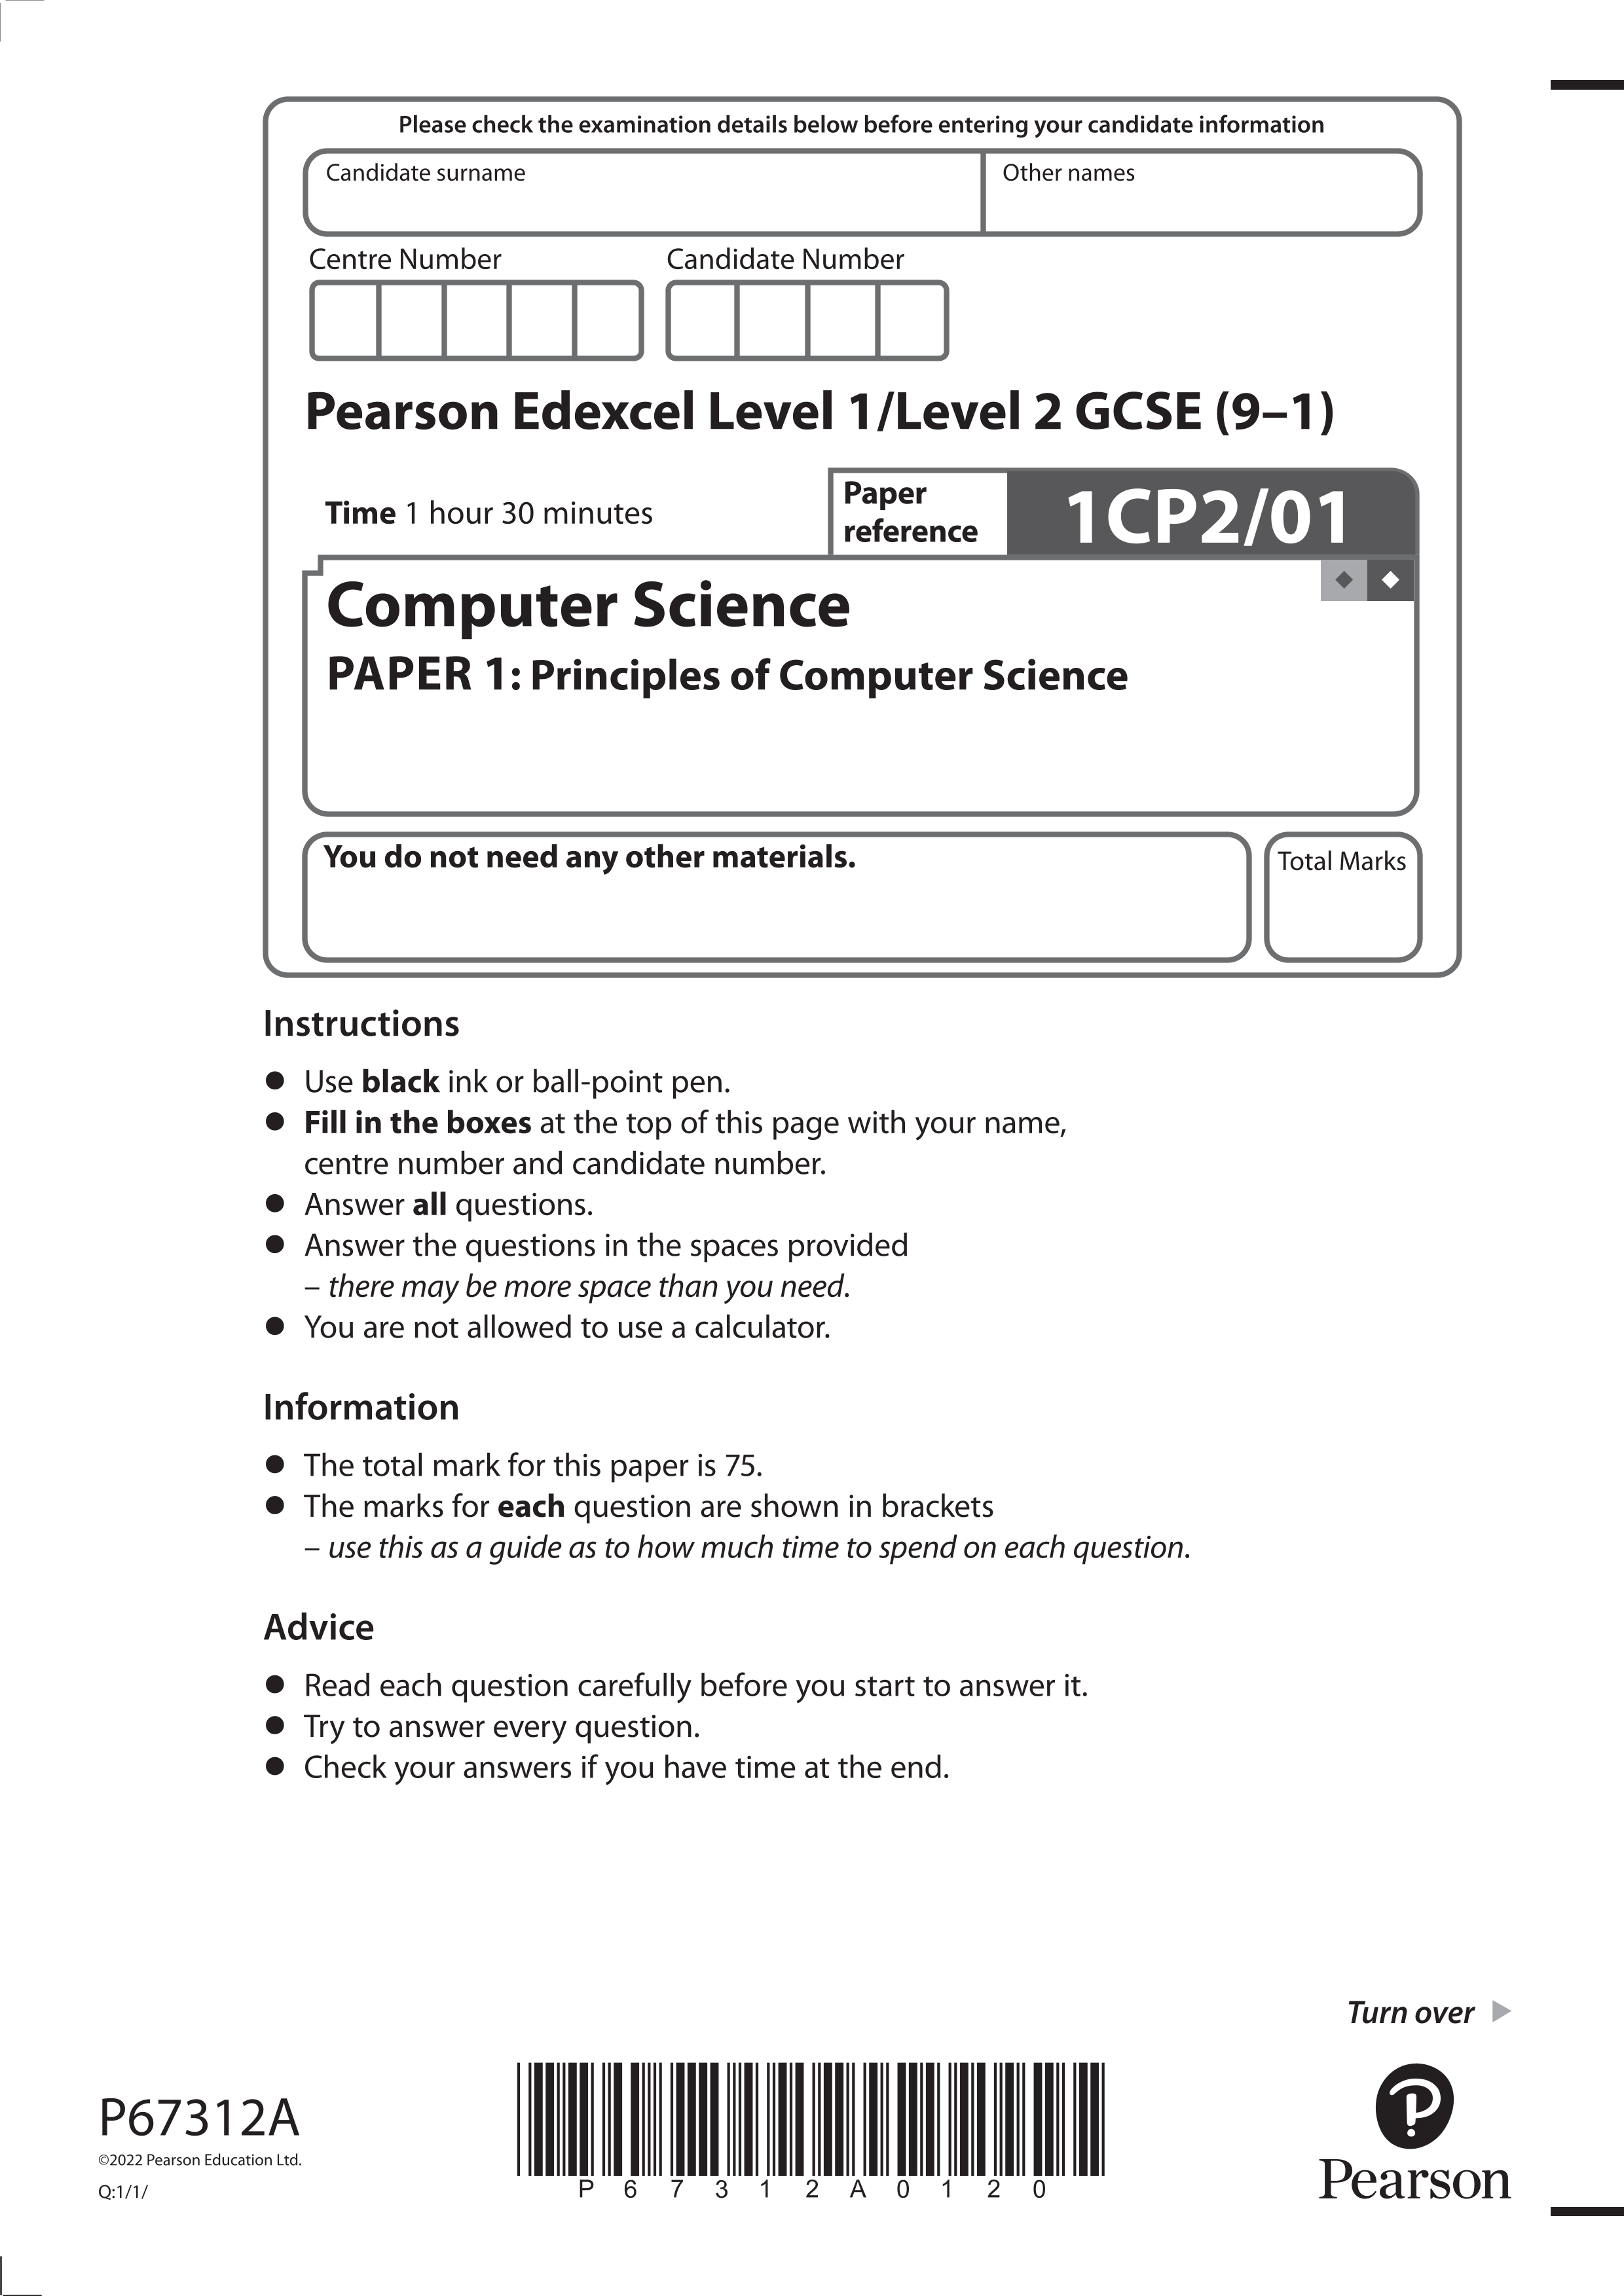 Please check the examination details below before entering your candidate information
Candidate surname
Other names
Centre Number
Candidate Number
Pearson Edexcel Level 1/Level 2 GCSE (9–1)
Time 1 hour 30 minutes
Paper
reference
1CP2/01
Computer Science
PAPER 1: Principles of Computer Science
You do not need any other materials.
Total Marks
Instructions
● Use black ink or ball-point pen.
● Fill in the boxes at the top of this page with your name,
centre number and candidate number.
● Answer all questions.
● Answer the questions in the spaces provided
– there may be more space than you need.
● You are not allowed to use a calculator.
Information
● The total mark for this paper is 75.
● The marks for each question are shown in brackets
– use this as a guide as to how much time to spend on each question.
Advice
● Read each question carefully before you start to answer it.
● Try to answer every question.
● Check your answers if you have time at the end.
Turn over
P67312A
©2022 Pearson Education Ltd.
Q:1/1/
P67312A0120
Pearson